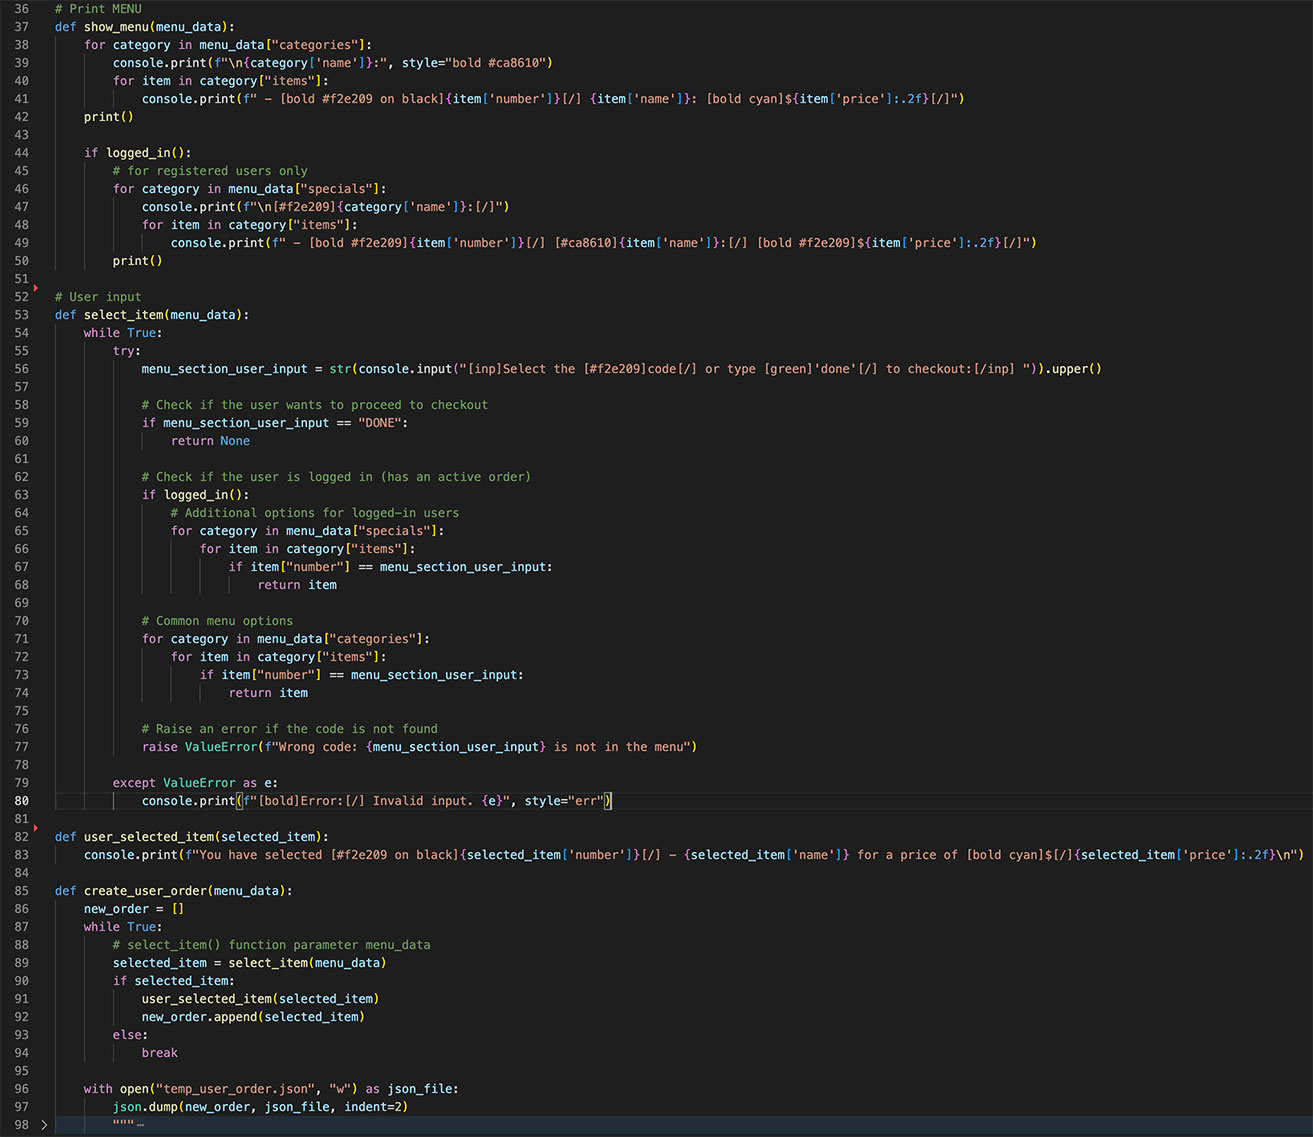 36 # Print MENU
37 def show_menu(menu_data):
38     for category in menu_data["categories"]:
39         console.print(f"\n{category['name']}:", style="bold #ca8610")
40         for item in category["items"]:
41             console.print(f" - [bold #f2e209 on black]{item['number']}[/] {item['name']}: [bold cyan]${item['price']:.2f}[/]")
42     print()
43
44     if logged_in():
45         # for registered users only
46         for category in menu_data["specials"]:
47             console.print(f"\n[#f2e209]{category['name']}:[/]")
48             for item in category["items"]:
49                 console.print(f" - [bold #f2e209]{item['number']}[/] [#ca8610]{item['name']}:[/] [bold #f2e209]${item['price']:.2f}[/]")
50         print()
51
52 # User input
53 def select_item(menu_data):
54     while True:
55         try:
56             menu_section_user_input = str(console.input("[inp]Select the [#f2e209]code[/] or type [green]'done'[/] to checkout:[/inp] ")).upper()
57
58             # Check if the user wants to proceed to checkout
59             if menu_section_user_input == "DONE":
60                 return None
61
62             # Check if the user is logged in (has an active order)
63             if logged_in():
64                 # Additional options for logged-in users
65                 for category in menu_data["specials"]:
66                     for item in category["items"]:
67                         if item["number"] == menu_section_user_input:
68                             return item
69
70             # Common menu options
71             for category in menu_data["categories"]:
72                 for item in category["items"]:
73                     if item["number"] == menu_section_user_input:
74                         return item
75
76             # Raise an error if the code is not found
77             raise ValueError(f"Wrong code: {menu_section_user_input} is not in the menu")
78
79         except ValueError as e:
80             console.print(f"[bold]Error:[/] Invalid input. {e}", style="err")
81
82 def user_selected_item(selected_item):
83     console.print(f"You have selected [#f2e209 on black]{selected_item['number']}[/] - {selected_item['name']} for a price of [bold cyan]$[/]{selected_item['price']:.2f}\n")
84
85 def create_user_order(menu_data):
86     new_order = []
87     while True:
88         # select_item() function parameter menu_data
89         selected_item = select_item(menu_data)
90         if selected_item:
91             user_selected_item(selected_item)
92             new_order.append(selected_item)
93         else:
94             break
95
96     with open("temp_user_order.json", "w") as json_file:
97         json.dump(new_order, json_file, indent=2)
98         """ …